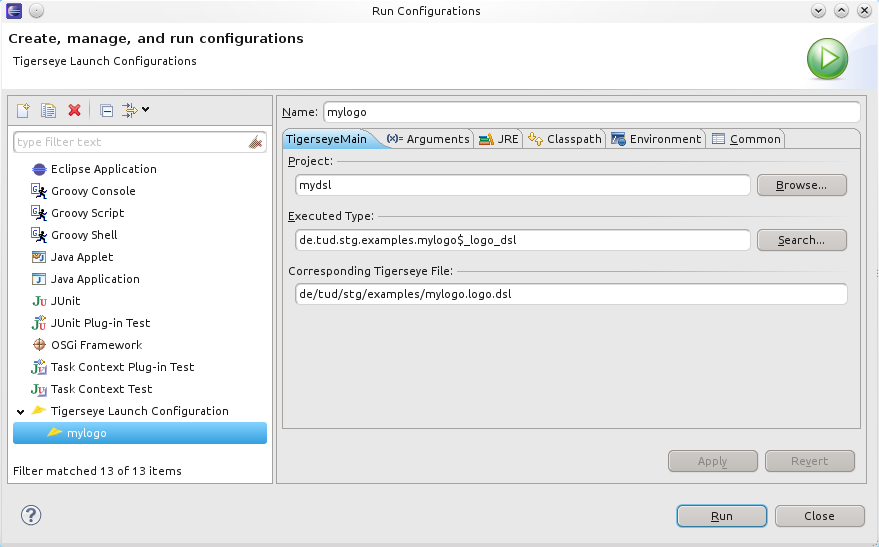 Run Configurations
Create, manage, and run configurations
Tigerseye Launch Configurations
type filter text
Eclipse Application
Groovy Console
Groovy Script
Groovy Shell
Java Applet
Java Application
JUnit
JUnit Plug-in Test
OSGi Framework
Task Context Plug-in Test
Task Context Test
Tigerseye Launch Configuration
mylogo
Filter matched 13 of 13 items
Name: mylogo
TigerseyeMain (x)= Arguments JRE Classpath Environment Common
Project:
mydsl Browse...
Executed Type:
de.tud.stg.examples.mylogo$_logo_dsl Search...
Corresponding Tigerseye File:
de/tud/stg/examples/mylogo.logo.dsl
Apply Revert
? Run Close